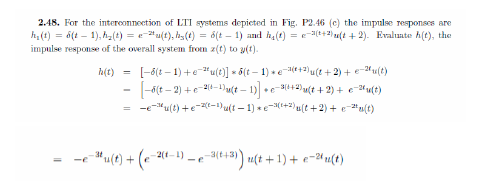 2.48. For the interconnection of LTI systems depicted in Fig. P2.46 (c) the impulse responses are
h₁(t) = δ(t − 1), h₂(t) = e^{−2t}u(t), h₃(t) = δ(t − 1) and h₄(t) = e^{−3(t+2)}u(t + 2). Evaluate h(t), the
impulse response of the overall system from x(t) to y(t).
h(t) = [−δ(t − 1) + e^{−2t}u(t)] ∗ δ(t − 1) ∗ e^{−3(t+2)}u(t + 2) + e^{−2t}u(t)
= [−δ(t − 2) + e^{−2(t−1)}u(t − 1)] ∗ e^{−3(t+2)}u(t + 2) + e^{−2t}u(t)
= −e^{−3t}u(t) + e^{−2(t−1)}u(t − 1) ∗ e^{−3(t+2)}u(t + 2) + e^{−2t}u(t)
= −e^{−3t}u(t) + (e^{−2(t−1)} − e^{−3(t+3)}) u(t + 1) + e^{−2t}u(t)